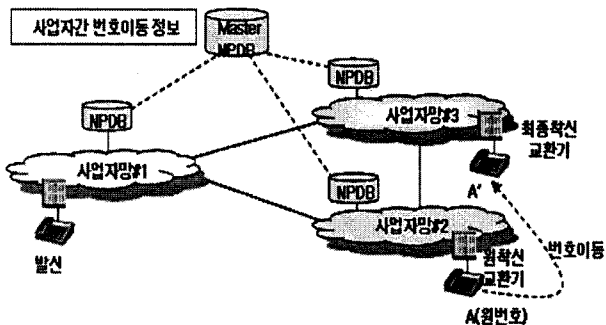 사업자간 번호이동 정보
Master
NPDB
NPDB
NPDB
사업자망#3
최종착신
교환기
사업자망#1
NPDB
A'
사업자망#2
발신
원착신
교환기
번호이동
A(원번호)